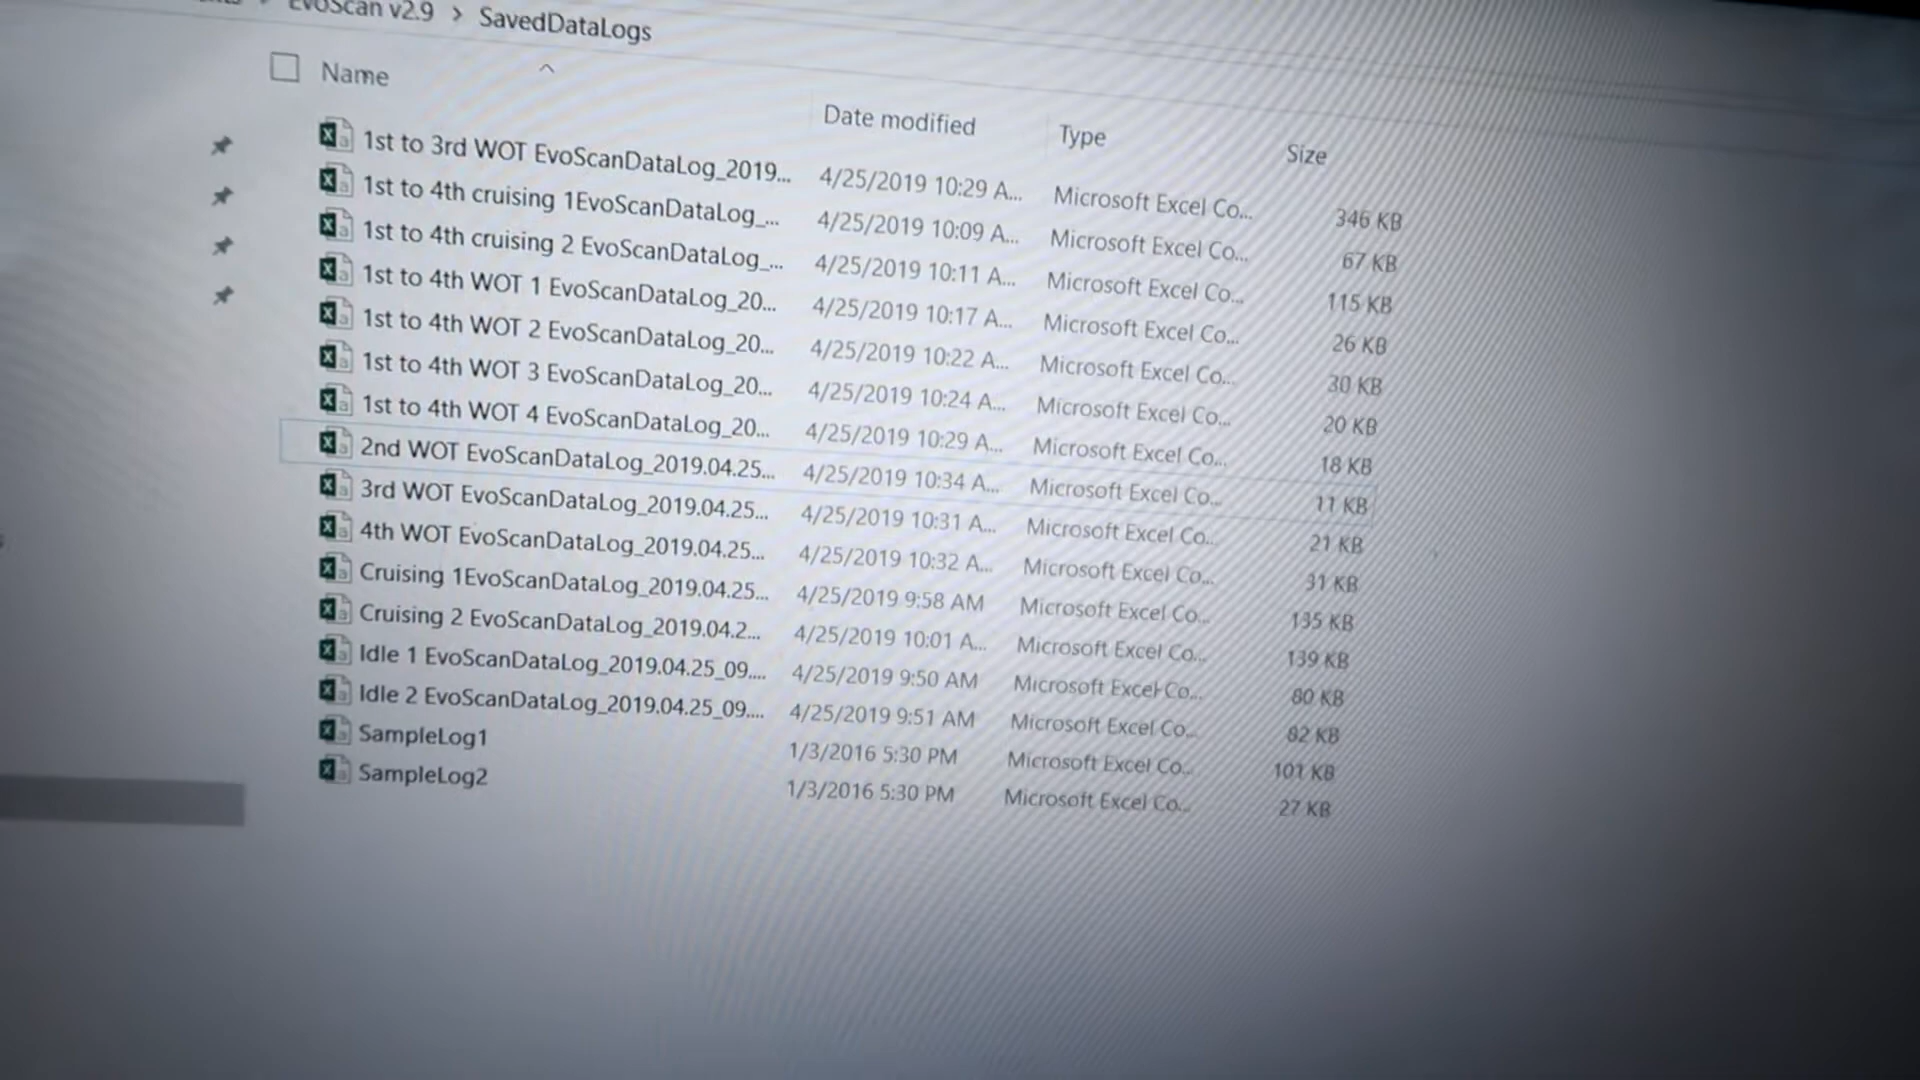 EvoScan v2.9 > SavedDataLogs
Name Date modified Type Size
1st to 3rd WOT EvoScanDataLog_2019... 4/25/2019 10:29 A... Microsoft Excel Co... 346 KB
1st to 4th cruising 1EvoScanDataLog_... 4/25/2019 10:09 A... Microsoft Excel Co... 67 KB
1st to 4th cruising 2 EvoScanDataLog_... 4/25/2019 10:11 A... Microsoft Excel Co... 115 KB
1st to 4th WOT 1 EvoScanDataLog_20... 4/25/2019 10:17 A... Microsoft Excel Co... 26 KB
1st to 4th WOT 2 EvoScanDataLog_20... 4/25/2019 10:22 A... Microsoft Excel Co... 30 KB
1st to 4th WOT 3 EvoScanDataLog_20... 4/25/2019 10:24 A... Microsoft Excel Co... 20 KB
1st to 4th WOT 4 EvoScanDataLog_20... 4/25/2019 10:29 A... Microsoft Excel Co... 18 KB
2nd WOT EvoScanDataLog_2019.04.25... 4/25/2019 10:34 A... Microsoft Excel Co... 11 KB
3rd WOT EvoScanDataLog_2019.04.25... 4/25/2019 10:31 A... Microsoft Excel Co... 21 KB
4th WOT EvoScanDataLog_2019.04.25... 4/25/2019 10:32 A... Microsoft Excel Co... 31 KB
Cruising 1EvoScanDataLog_2019.04.25... 4/25/2019 9:58 AM Microsoft Excel Co... 135 KB
Cruising 2 EvoScanDataLog_2019.04.2... 4/25/2019 10:01 A... Microsoft Excel Co... 139 KB
Idle 1 EvoScanDataLog_2019.04.25_09.... 4/25/2019 9:50 AM Microsoft Excel Co... 80 KB
Idle 2 EvoScanDataLog_2019.04.25_09.... 4/25/2019 9:51 AM Microsoft Excel Co... 82 KB
SampleLog1 1/3/2016 5:30 PM Microsoft Excel Co... 101 KB
SampleLog2 1/3/2016 5:30 PM Microsoft Excel Co... 27 KB